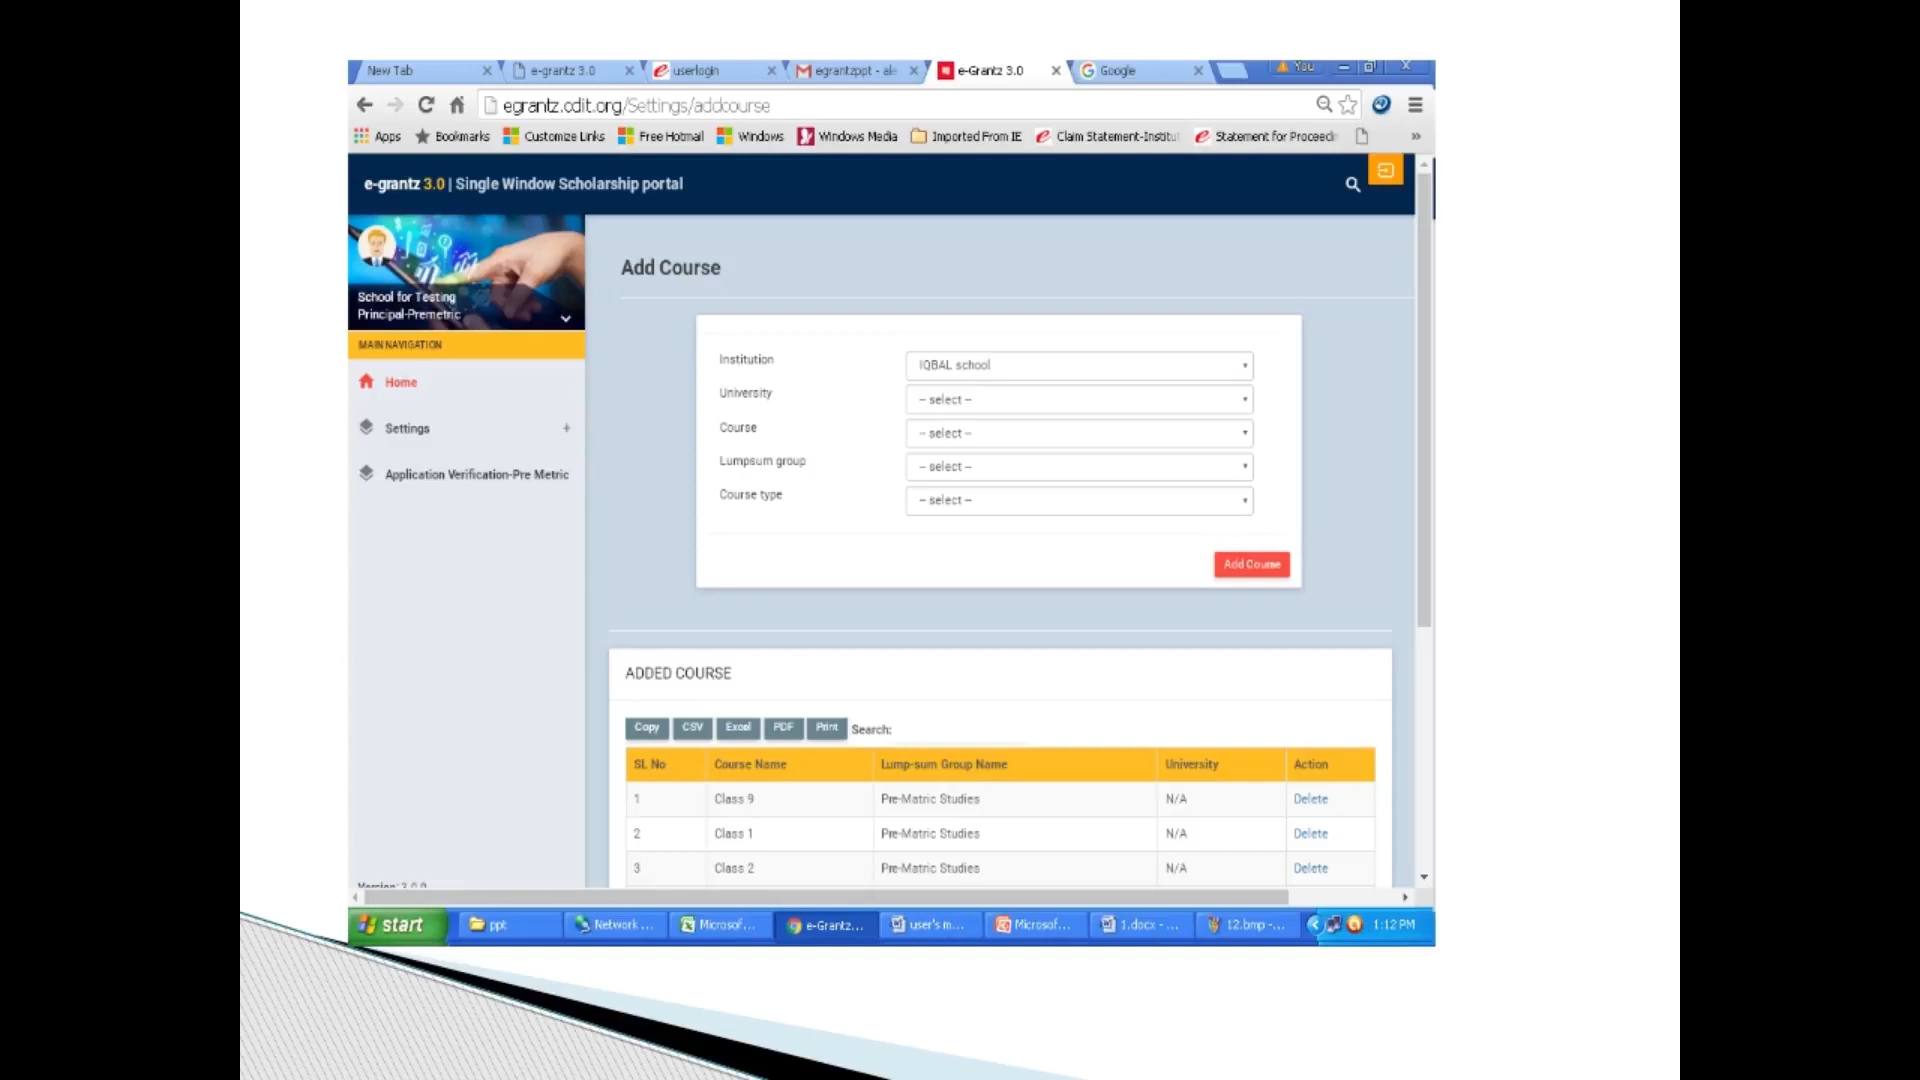 New Tab
e-grantz 3.0
userlogin
egrantzppt - ale
e-Grantz 3.0
Google
You
egrantz.cdit.org/Settings/addcourse
Apps
Bookmarks
Customize Links
Free Hotmail
Windows
Windows Media
Imported From IE
Claim Statement-Institu
Statement for Proceedi
»
e-grantz 3.0 | Single Window Scholarship portal
School for Testing
Principal-Premetric
MAIN NAVIGATION
Home
Settings +
Application Verification-Pre Metric
Add Course
Institution IQBAL school
University -- select --
Course -- select --
Lumpsum group -- select --
Course type -- select --
Add Course
ADDED COURSE
Copy CSV Excel PDF Print Search:
SL No Course Name Lump-sum Group Name University Action
1 Class 9 Pre-Matric Studies N/A Delete
2 Class 1 Pre-Matric Studies N/A Delete
3 Class 2 Pre-Matric Studies N/A Delete
start
ppt
Network ...
Microsof...
e-Grantz...
user's m...
Microsof...
1.docx - ...
12.bmp -...
1:12 PM